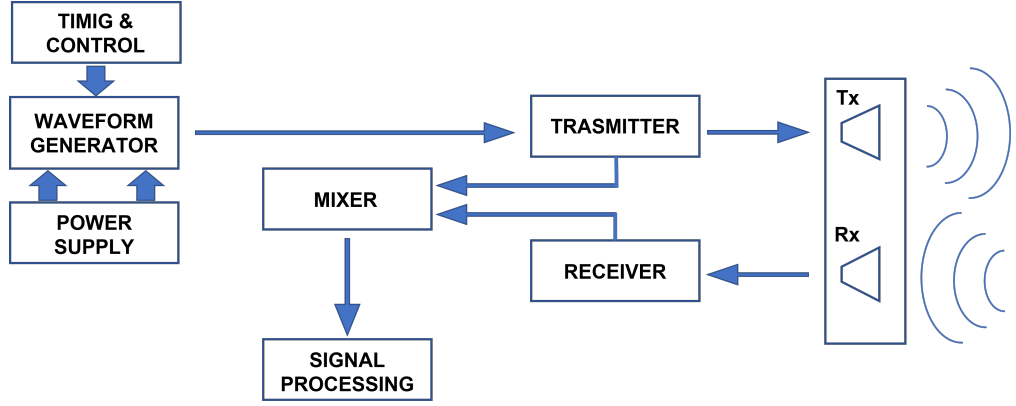 TIMIG &
CONTROL
WAVEFORM
GENERATOR
POWER
SUPPLY
TRASMITTER
MIXER
RECEIVER
SIGNAL
PROCESSING
Tx
Rx